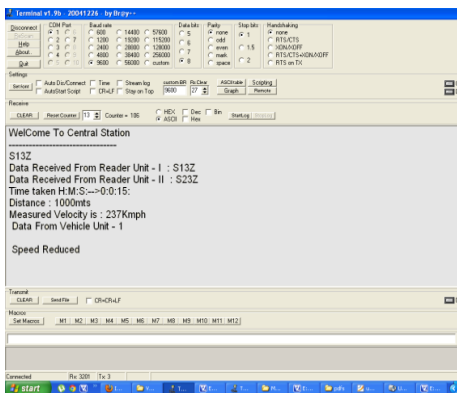 Terminal v1.9b - 20041226 - by Br@y++
Disconnect
Help
About..
Quit
COM Port
Baud rate
600 14400 57600
1200 19200 115200
2400 28800 128000
4800 38400 256000
9600 56000 custom
Data bits
5
6
7
8
Parity
none
odd
even
mark
space
Stop bits
1
1.5
2
Handshaking
none
RTS/CTS
XON/XOFF
RTS/CTS+XON/XOFF
RTS on TX
Settings
Auto Dis/Connect Time Stream log custom BR Rx Clear ASCII table Scripting
AutoStart Script CR=LF Stay on Top 9600 27 Graph Remote
Receive
CLEAR Reset Counter 13 Counter = 186 HEX Dec Bin
ASCII Hex StartLog
WelCome To Central Station
--------------------------------
S13Z
Data Received From Reader Unit - I : S13Z
Data Received From Reader Unit - II : S23Z
Time taken H:M:S:-->0:0:15:
Distance : 1000mts
Measured Velocity is : 237Kmph
Data From Vehicle Unit - 1
Speed Reduced
Transmit
CLEAR Send File CR=CR+LF
Macros
Set Macros M1 M2 M3 M4 M5 M6 M7 M8 M9 M10 M11 M12
Connected Rx: 3201 Tx: 3
start